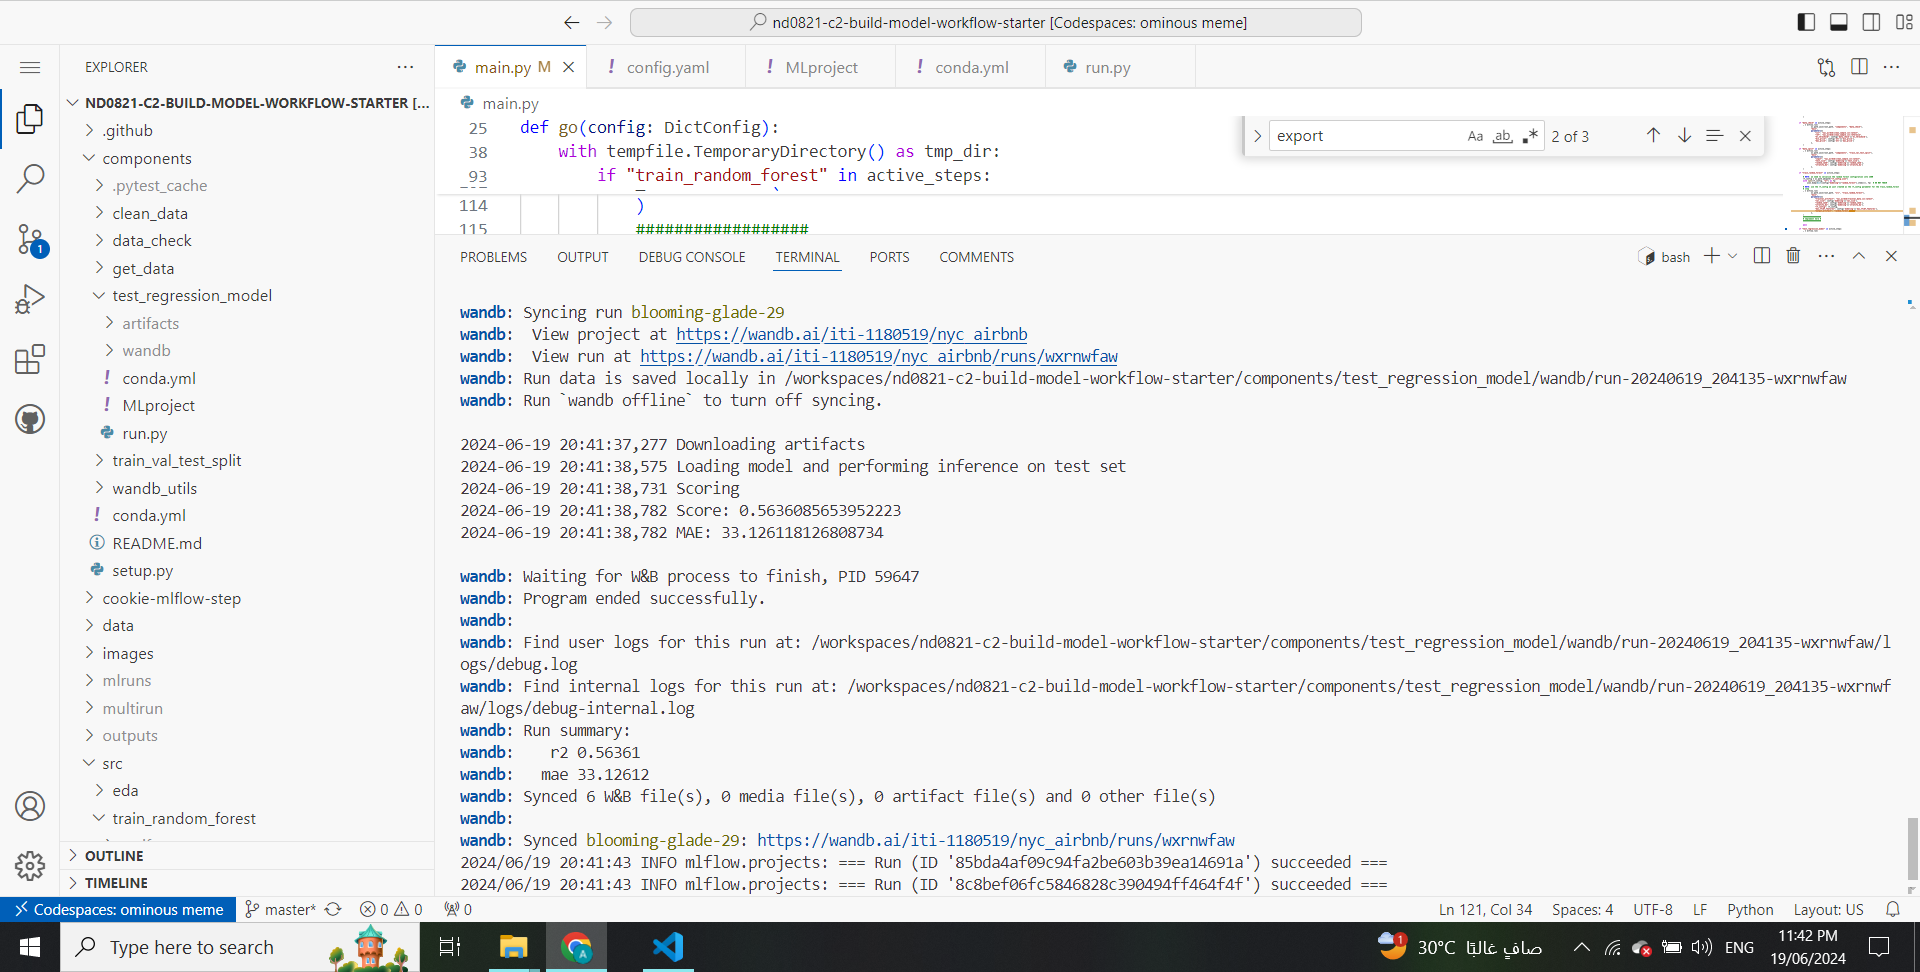 nd0821-c2-build-model-workflow-starter [Codespaces: ominous meme]
EXPLORER
main.py M
config.yaml
MLproject
conda.yml
run.py
ND0821-C2-BUILD-MODEL-WORKFLOW-STARTER [...
.github
components
.pytest_cache
clean_data
data_check
get_data
test_regression_model
artifacts
wandb
conda.yml
MLproject
run.py
train_val_test_split
wandb_utils
conda.yml
README.md
setup.py
cookie-mlflow-step
data
images
mlruns
multirun
outputs
src
eda
train_random_forest
OUTLINE
TIMELINE
main.py
25 def go(config: DictConfig):
38 with tempfile.TemporaryDirectory() as tmp_dir:
93 if "train_random_forest" in active_steps:
114 )
115 ##################
export Aa ab 2 of 3
PROBLEMS OUTPUT DEBUG CONSOLE TERMINAL PORTS COMMENTS
bash
wandb: Syncing run blooming-glade-29
wandb: View project at https://wandb.ai/iti-1180519/nyc_airbnb
wandb: View run at https://wandb.ai/iti-1180519/nyc_airbnb/runs/wxrnwfaw
wandb: Run data is saved locally in /workspaces/nd0821-c2-build-model-workflow-starter/components/test_regression_model/wandb/run-20240619_204135-wxrnwfaw
wandb: Run `wandb offline` to turn off syncing.
2024-06-19 20:41:37,277 Downloading artifacts
2024-06-19 20:41:38,575 Loading model and performing inference on test set
2024-06-19 20:41:38,731 Scoring
2024-06-19 20:41:38,782 Score: 0.5636085653952223
2024-06-19 20:41:38,782 MAE: 33.126118126808734
wandb: Waiting for W&B process to finish, PID 59647
wandb: Program ended successfully.
wandb:
wandb: Find user logs for this run at: /workspaces/nd0821-c2-build-model-workflow-starter/components/test_regression_model/wandb/run-20240619_204135-wxrnwfaw/l
ogs/debug.log
wandb: Find internal logs for this run at: /workspaces/nd0821-c2-build-model-workflow-starter/components/test_regression_model/wandb/run-20240619_204135-wxrnwf
aw/logs/debug-internal.log
wandb: Run summary:
wandb: r2 0.56361
wandb: mae 33.12612
wandb: Synced 6 W&B file(s), 0 media file(s), 0 artifact file(s) and 0 other file(s)
wandb:
wandb: Synced blooming-glade-29: https://wandb.ai/iti-1180519/nyc_airbnb/runs/wxrnwfaw
2024/06/19 20:41:43 INFO mlflow.projects: === Run (ID '85bda4af09c94fa2be603b39ea14691a') succeeded ===
2024/06/19 20:41:43 INFO mlflow.projects: === Run (ID '8c8bef06fc5846828c390494ff464f4f') succeeded ===
1
Codespaces: ominous meme master* 0 0 0
Ln 121, Col 34 Spaces: 4 UTF-8 LF Python Layout: US
Type here to search
1
30°C صافٍ غالبًا
ENG
11:42 PM
19/06/2024